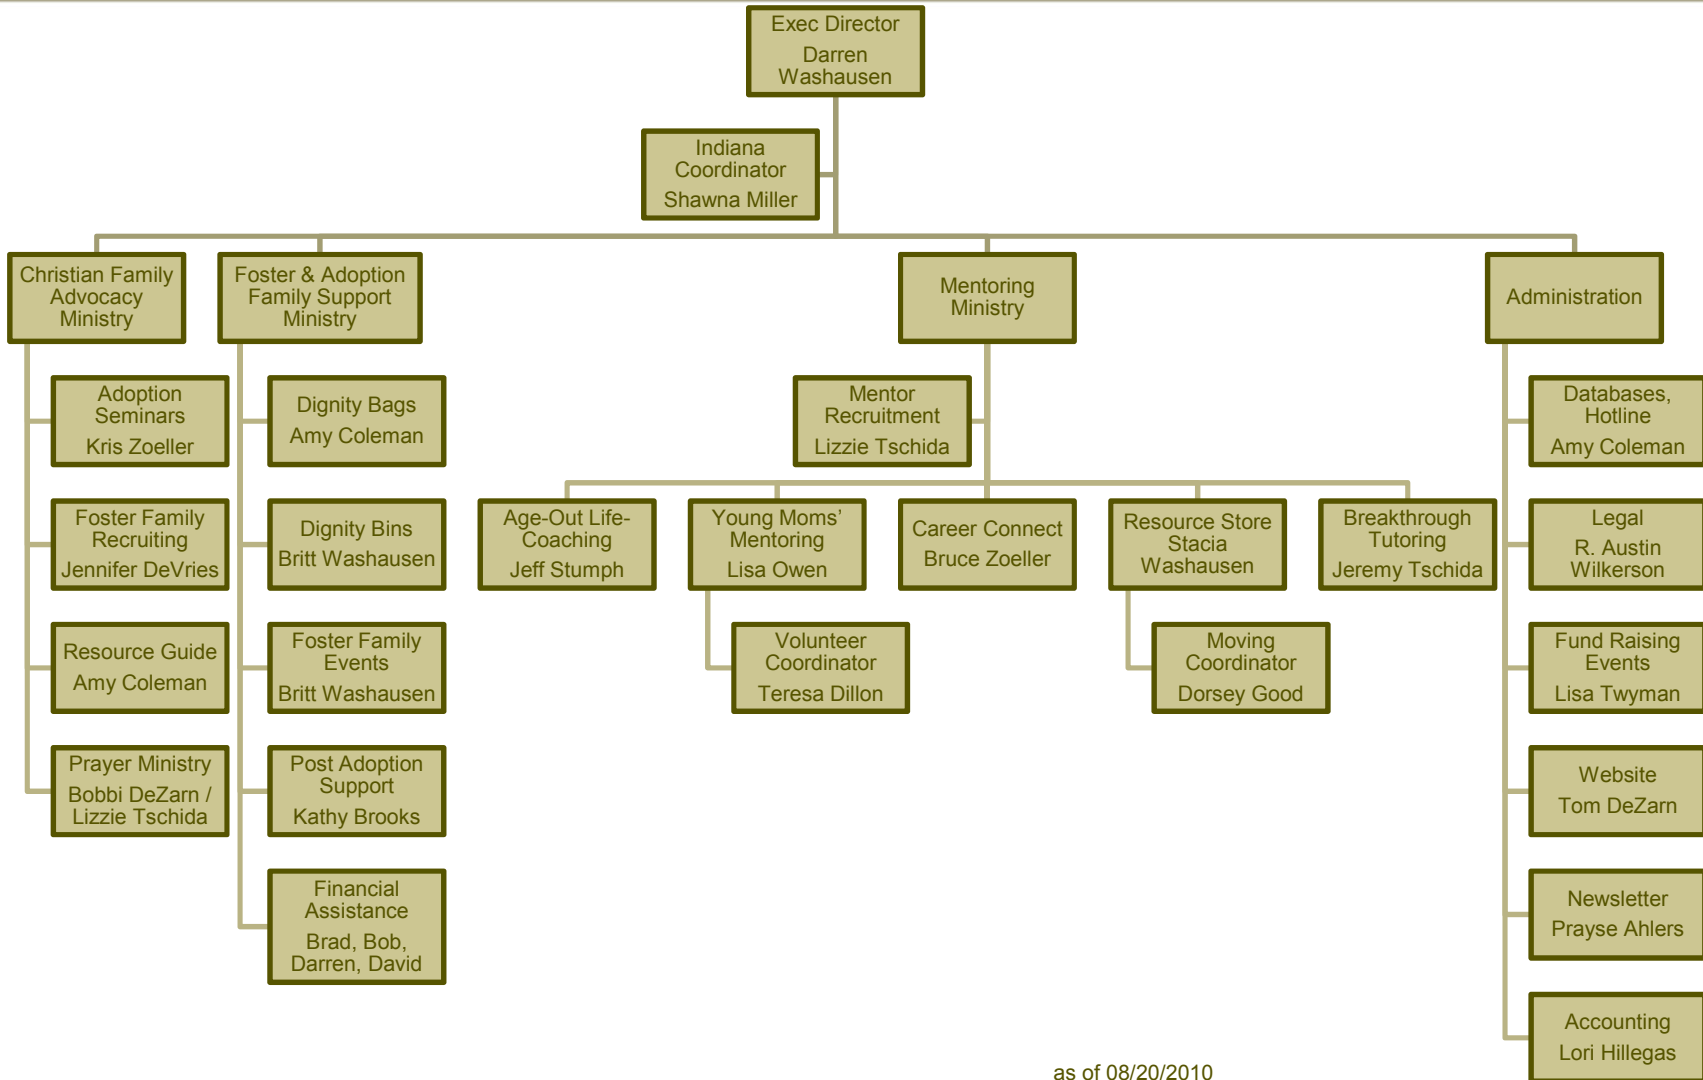 Exec Director
Darren
Washausen
Indiana
Coordinator
Shawna Miller
Christian Family
Advocacy
Ministry
Adoption
Seminars
Kris Zoeller
Foster Family
Recruiting
Jennifer DeVries
Resource Guide
Amy Coleman
Prayer Ministry
Bobbi DeZarn /
Lizzie Tschida
Foster & Adoption
Family Support
Ministry
Dignity Bags
Amy Coleman
Dignity Bins
Britt Washausen
Foster Family
Events
Britt Washausen
Post Adoption
Support
Kathy Brooks
Financial
Assistance
Brad, Bob,
Darren, David
Mentoring
Ministry
Mentor
Recruitment
Lizzie Tschida
Age-Out Life-
Coaching
Jeff Stumph
Young Moms’
Mentoring
Lisa Owen
Volunteer
Coordinator
Teresa Dillon
Career Connect
Bruce Zoeller
Resource Store
Stacia
Washausen
Moving
Coordinator
Dorsey Good
Breakthrough
Tutoring
Jeremy Tschida
Administration
Databases,
Hotline
Amy Coleman
Legal
R. Austin
Wilkerson
Fund Raising
Events
Lisa Twyman
Website
Tom DeZarn
Newsletter
Prayse Ahlers
Accounting
Lori Hillegas
as of 08/20/2010